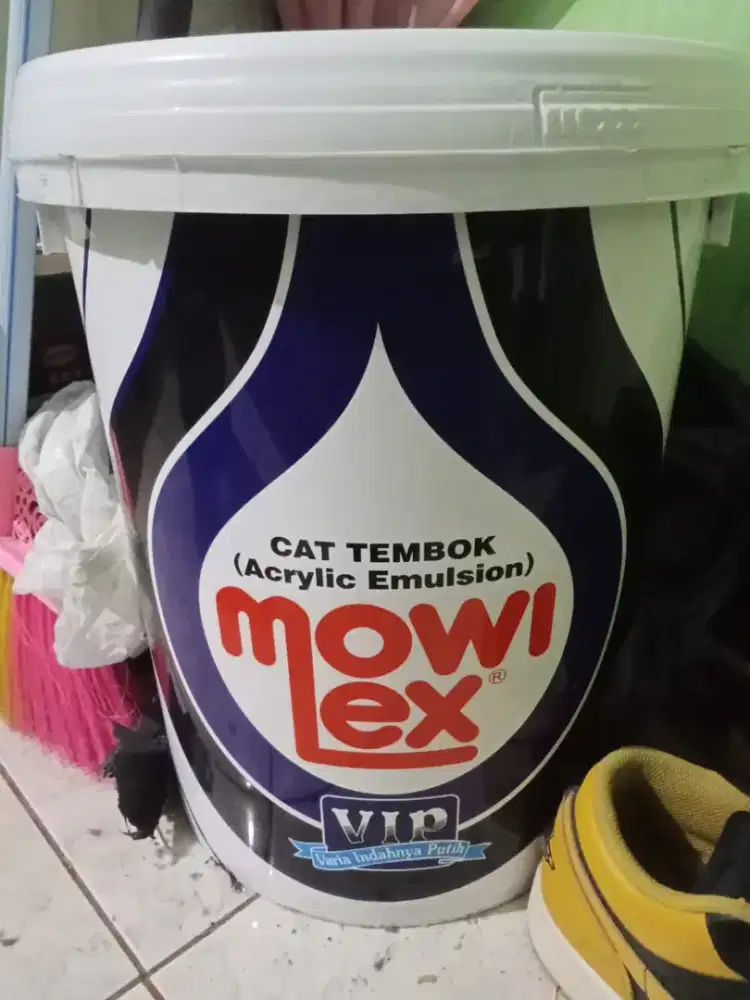 CAT TEMBOK
(Acrylic Emulsion)
mowi
Lex®
VIP
Varia Indahnya Putih